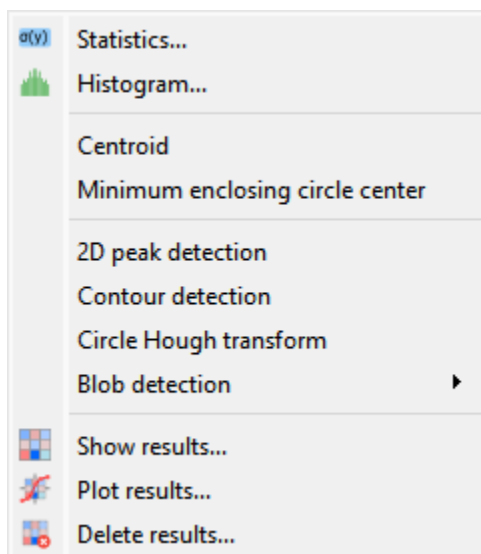 σ(y) Statistics...
Histogram...
Centroid
Minimum enclosing circle center
2D peak detection
Contour detection
Circle Hough transform
Blob detection
Show results...
Plot results...
Delete results...